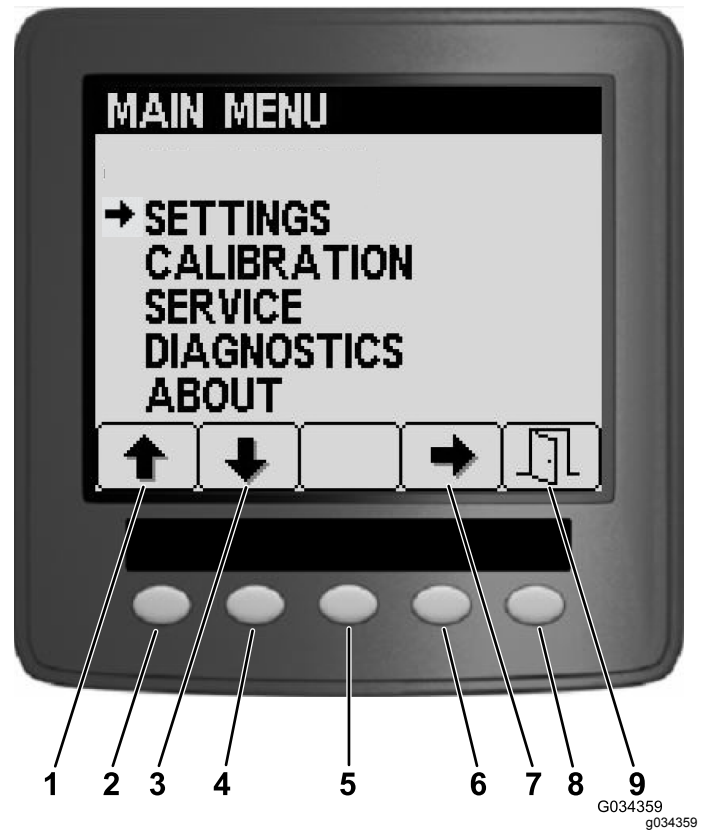 MAIN MENU
SETTINGS
CALIBRATION
SERVICE
DIAGNOSTICS
ABOUT
1 2 3 4 5 6 7 8 9
G034359
g034359